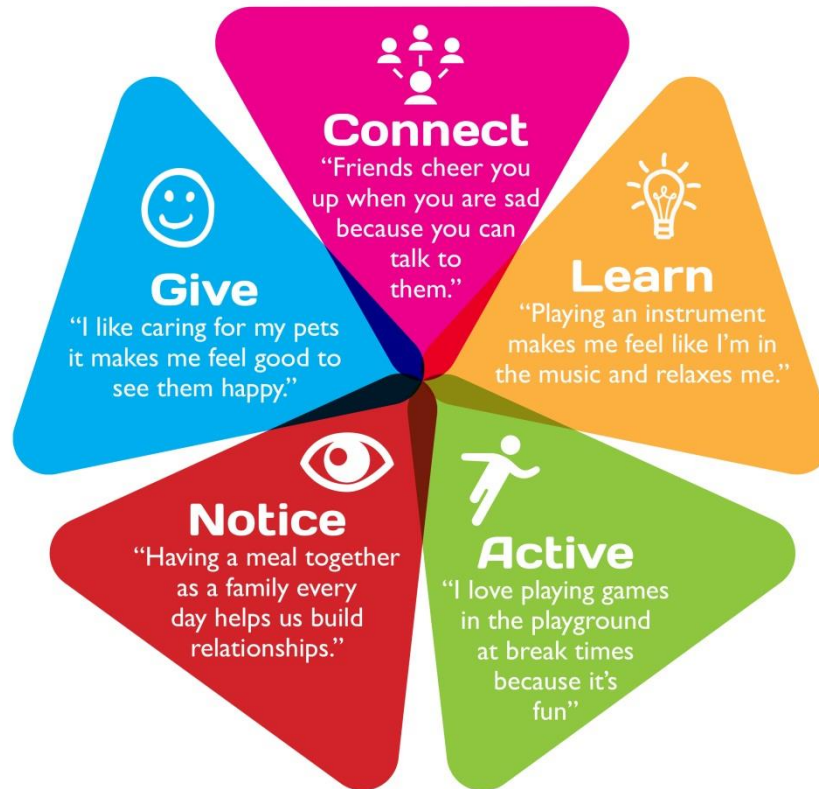 Connect
“Friends cheer you
up when you are sad
because you can
talk to
them.”
Learn
“Playing an instrument
makes me feel like I’m in
the music and relaxes me.”
Active
“I love playing games
in the playground
at break times
because it’s
fun”
Notice
“Having a meal together
as a family every
day helps us build
relationships.”
Give
“I like caring for my pets
it makes me feel good to
see them happy.”